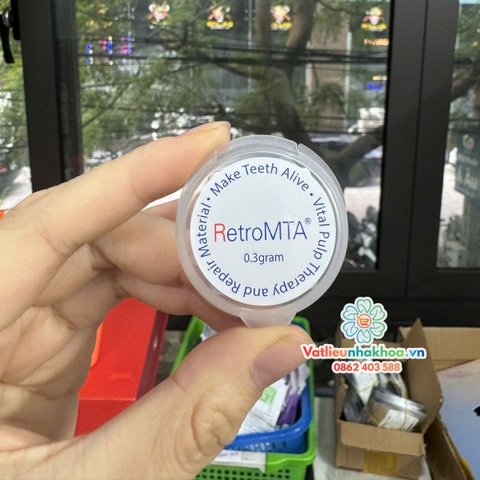 Make Teeth Alive • Vital Pulp Therapy and Repair Material •
RetroMTA®
0.3gram
Vatlieunhakhoa.vn
0862 403 588